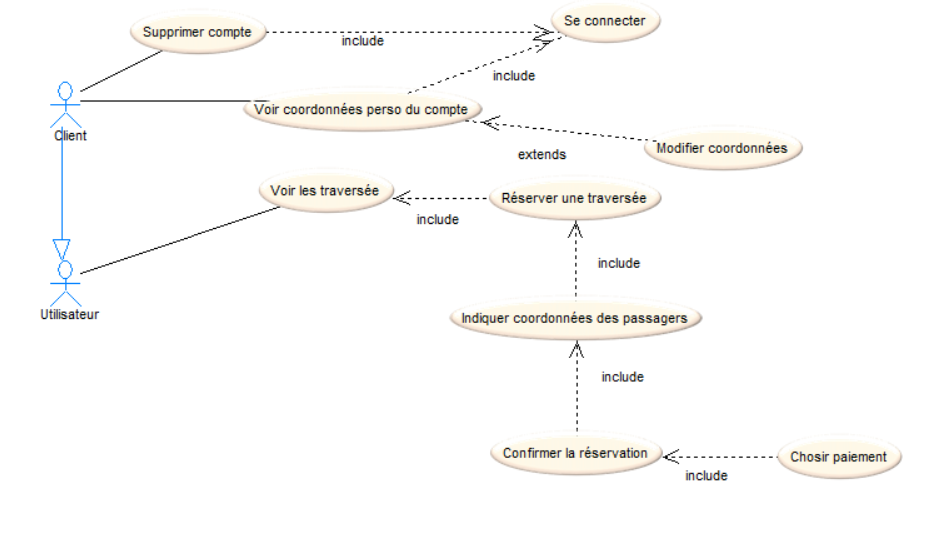 Se connecter
Supprimer compte
include
include
Voir coordonnées perso du compte
Client
Modifier coordonnées
extends
Voir les traversée
Réserver une traversée
include
include
Utilisateur
Indiquer coordonnées des passagers
include
Confirmer la réservation
Chosir paiement
include